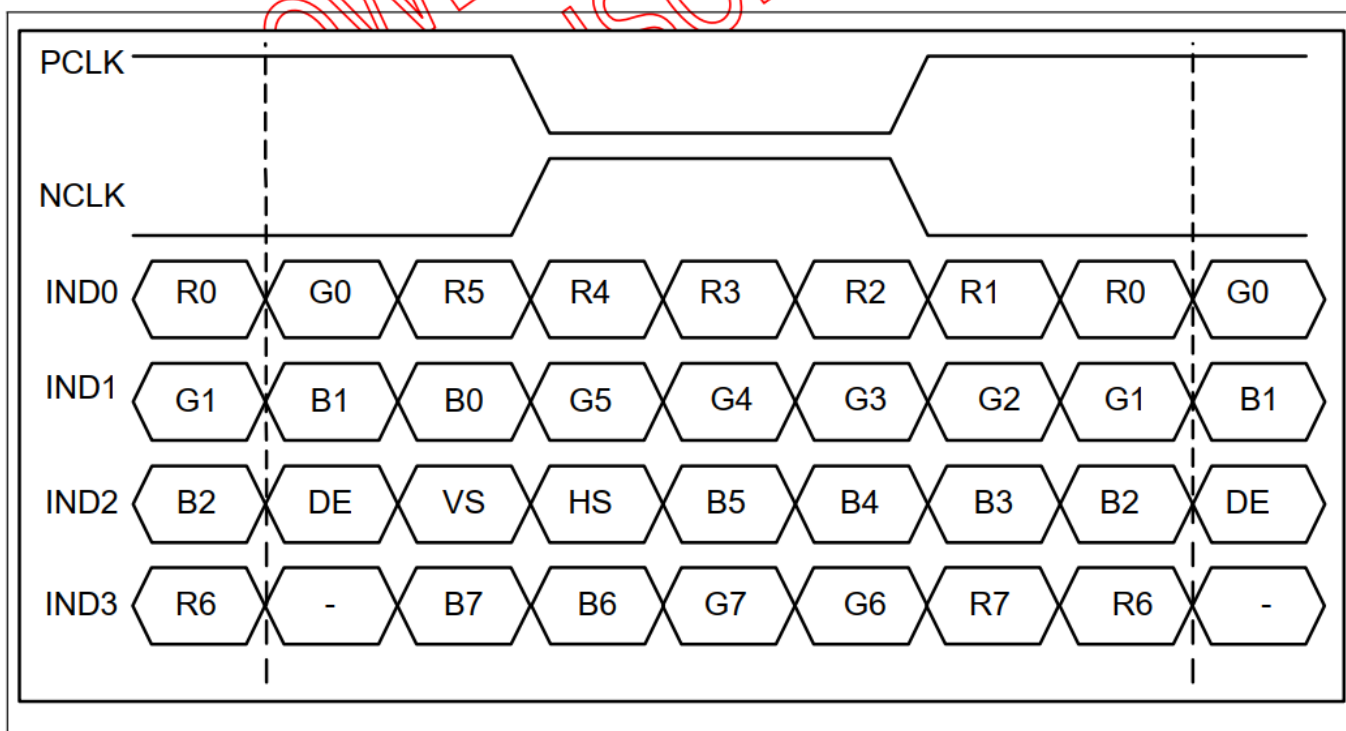 PCLK
NCLK
IND0 R0 G0 R5 R4 R3 R2 R1 R0 G0
IND1 G1 B1 B0 G5 G4 G3 G2 G1 B1
IND2 B2 DE VS HS B5 B4 B3 B2 DE
IND3 R6 - B7 B6 G7 G6 R7 R6 -